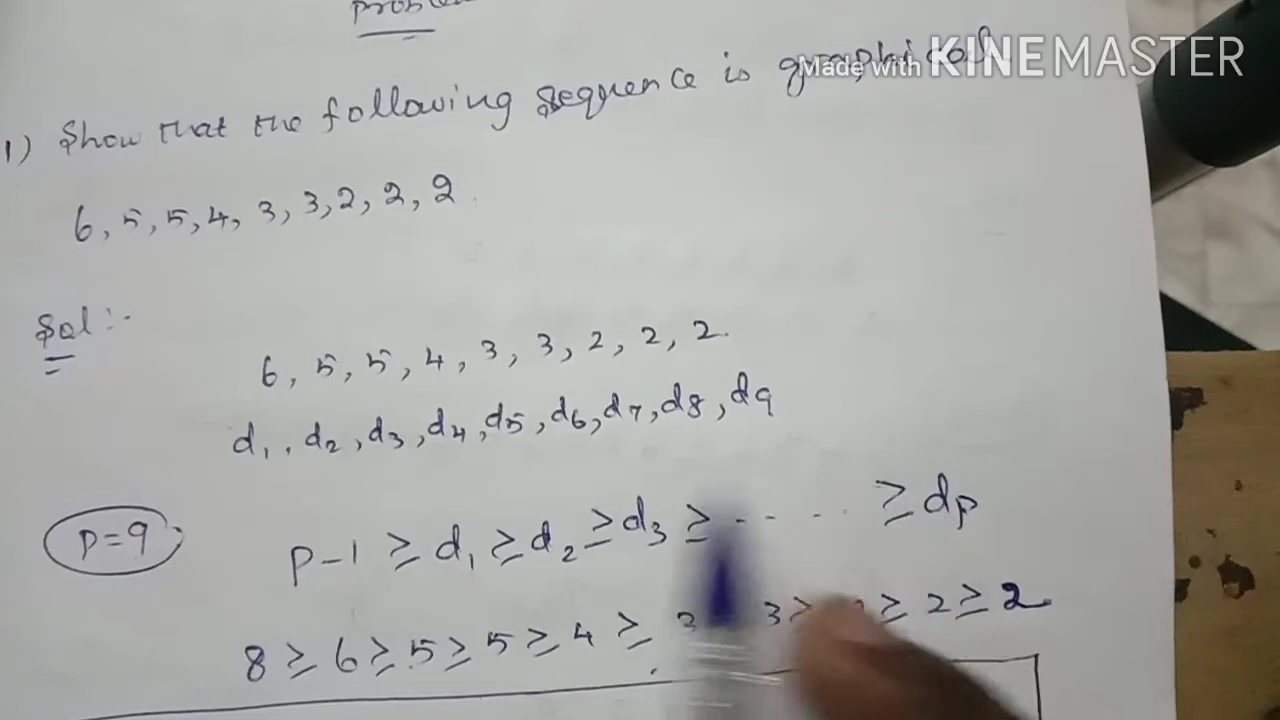 Made with KINEMASTER
1) Show that the following sequence is graphical
6, 5, 5, 4, 3, 3, 2, 2, 2.
Sol:-
6, 5, 5, 4, 3, 3, 2, 2, 2.
d1, d2, d3, d4, d5, d6, d7, d8, d9
P=9
P-1 ≥ d1 ≥ d2 ≥ d3 ≥ ---- ≥ dp
8 ≥ 6 ≥ 5 ≥ 5 ≥ 4 ≥ 3 3 ≥ ≥ 2 ≥ 2